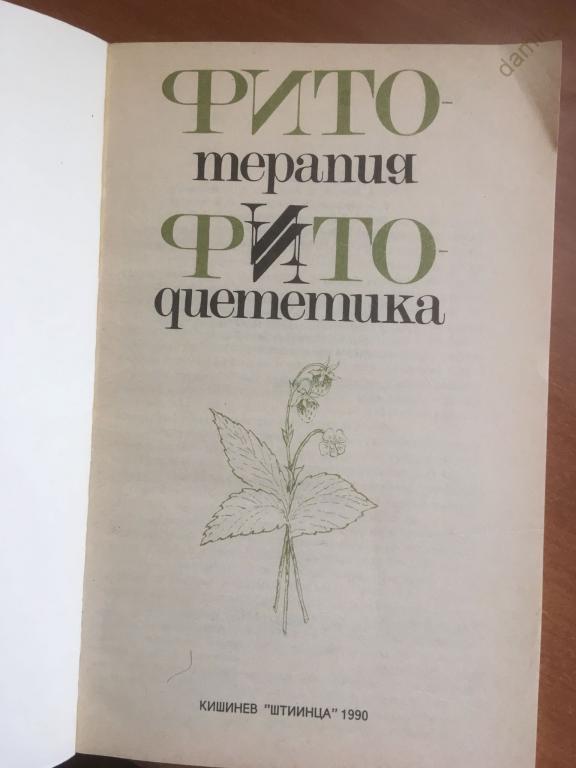 ФИТО-
терапия
И
ФИТО-
диететика
КИШИНЕВ "ШТИИНЦА" 1990